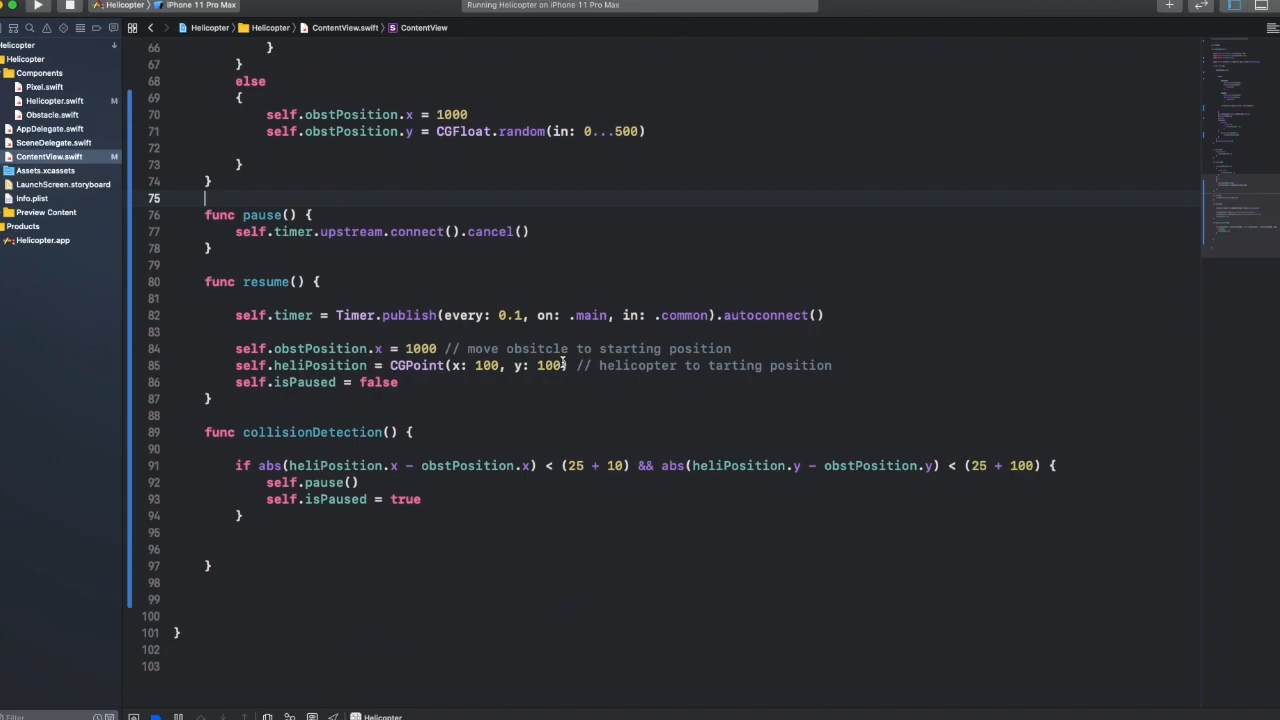 Helicopter
iPhone 11 Pro Max
Running Helicopter on iPhone 11 Pro Max
Helicopter
Helicopter
ContentView.swift
ContentView
Helicopter
Helicopter
Components
Pixel.swift
Helicopter.swift M
Obstacle.swift
AppDelegate.swift
SceneDelegate.swift
ContentView.swift M
Assets.xcassets
LaunchScreen.storyboard
Info.plist
Preview Content
Products
Helicopter.app
66 }
67 }
68 else
69 {
70 self.obstPosition.x = 1000
71 self.obstPosition.y = CGFloat.random(in: 0...500)
72
73 }
74 }
75
76 func pause() {
77 self.timer.upstream.connect().cancel()
78 }
79
80 func resume() {
81
82 self.timer = Timer.publish(every: 0.1, on: .main, in: .common).autoconnect()
83
84 self.obstPosition.x = 1000 // move obsitcle to starting position
85 self.heliPosition = CGPoint(x: 100, y: 100) // helicopter to tarting position
86 self.isPaused = false
87 }
88
89 func collisionDetection() {
90
91 if abs(heliPosition.x - obstPosition.x) < (25 + 10) && abs(heliPosition.y - obstPosition.y) < (25 + 100) {
92 self.pause()
93 self.isPaused = true
94 }
95
96
97 }
98
99
100
101 }
102
103
Filter
Helicopter